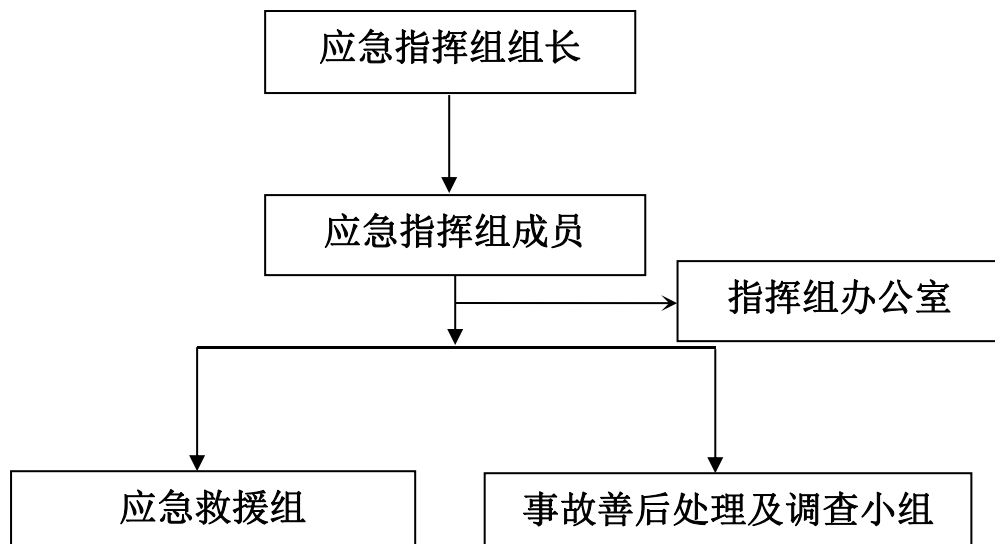 应急指挥组组长
应急指挥组成员
指挥组办公室
应急救援组
事故善后处理及调查小组